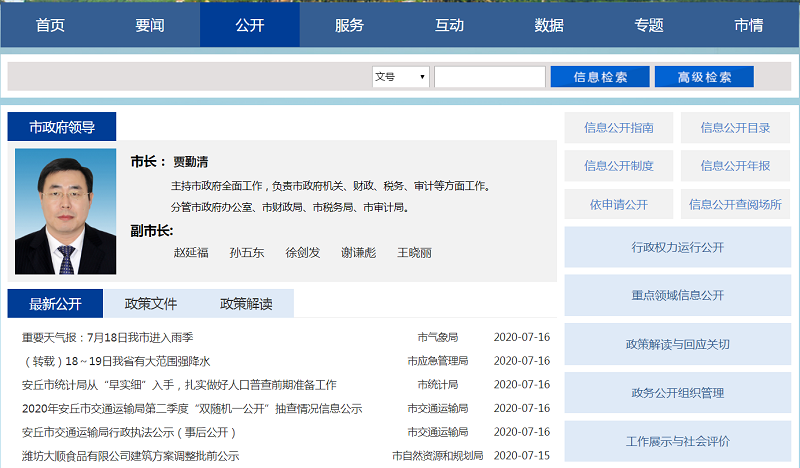 首页 要闻 公开 服务 互动 数据 专题 市情
文号 信息检索 高级检索
市政府领导
市长： 贾勤清
主持市政府全面工作，负责市政府机关、财政、税务、审计等方面工作。
分管市政府办公室、市财政局、市税务局、市审计局。
副市长:
赵延福 孙五东 徐剑发 谢谦彪 王晓丽
信息公开指南 信息公开目录
信息公开制度 信息公开年报
依申请公开 信息公开查阅场所
行政权力运行公开
重点领域信息公开
政策解读与回应关切
政务公开组织管理
工作展示与社会评价
最新公开 政策文件 政策解读
重要天气报：7月18日我市进入雨季 市气象局 2020-07-16
（转载）18～19日我省有大范围强降水 市应急管理局 2020-07-16
安丘市统计局从“早实细”入手，扎实做好人口普查前期准备工作 市统计局 2020-07-16
2020年安丘市交通运输局第二季度“双随机一公开”抽查情况信息公示 市交通运输局 2020-07-16
安丘市交通运输局行政执法公示（事后公开） 市交通运输局 2020-07-16
潍坊大顺食品有限公司建筑方案调整批前公示 市自然资源和规划局 2020-07-15